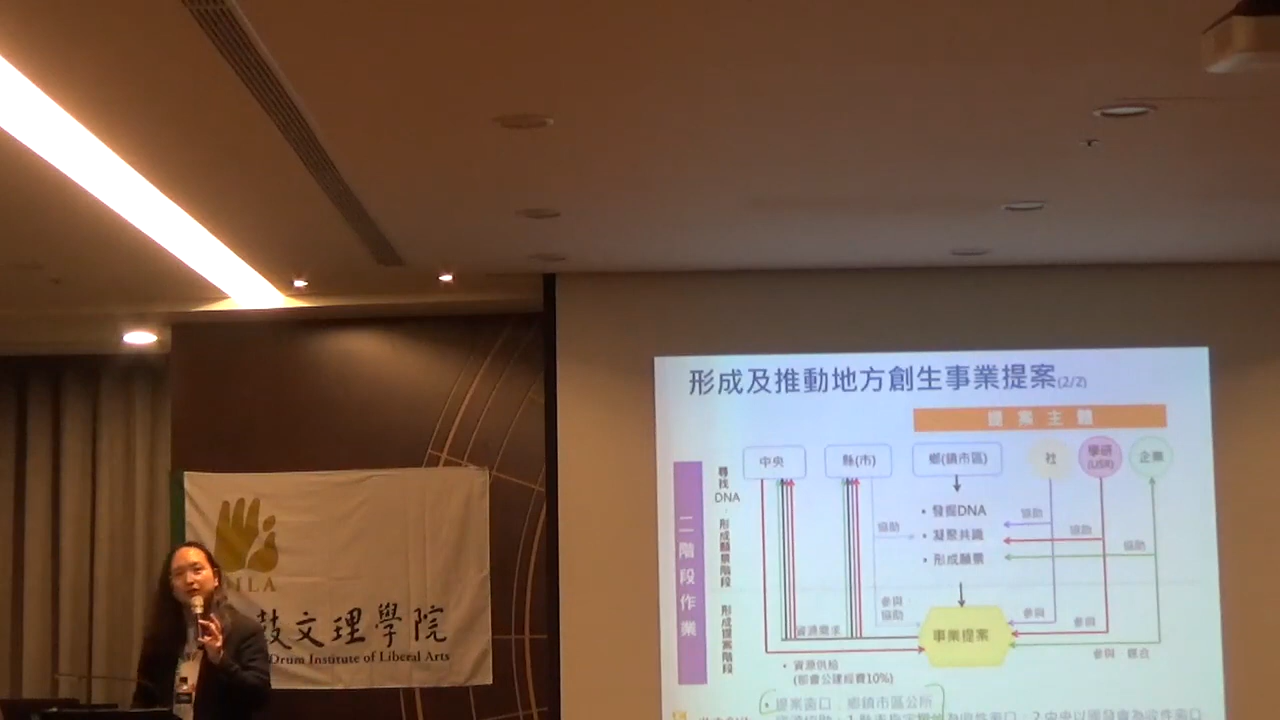 形成及推動地方創生事業提案(2/2)
提案主體
中央
縣(市)
鄉(鎮市區)
社
學研
(USR)
企業
二階段作業
尋找DNA、形成願景階段
形成提案階段
• 發掘DNA
• 凝聚共識
• 形成願景
協助
協助
協助
協助
參與
協助
參與
參與
參與
事業提案
資源需求
• 資源供給
(部會公建經費10%)
• 提案窗口:鄉鎮市區公所
ILA
鼓文理學院
Drum Institute of Liberal Arts